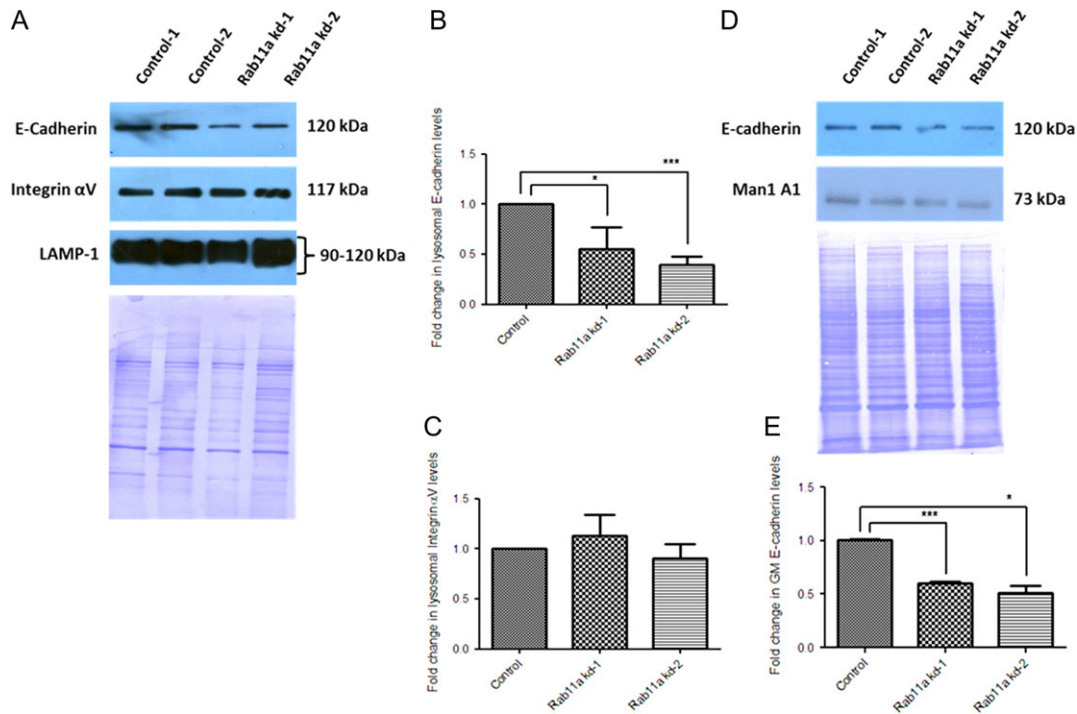 A
Control-1
Control-2
Rab11a kd-1
Rab11a kd-2
E-Cadherin
120 kDa
Integrin αV
117 kDa
LAMP-1
90-120 kDa
B
Fold change in lysosomal E-cadherin levels
1.5
1.0
0.5
0.0
*
***
Control
Rab11a kd-1
Rab11a kd-2
C
Fold change in lysosomal IntegrinαV levels
1.5
1.0
0.5
0.0
Control
Rab11a kd-1
Rab11a kd-2
D
Control-1
Control-2
Rab11a kd-1
Rab11a kd-2
E-cadherin
120 kDa
Man1 A1
73 kDa
E
Fold change in GM E-cadherin levels
1.5
1.0
0.5
0.0
***
*
Control
Rab11a kd-1
Rab11a kd-2